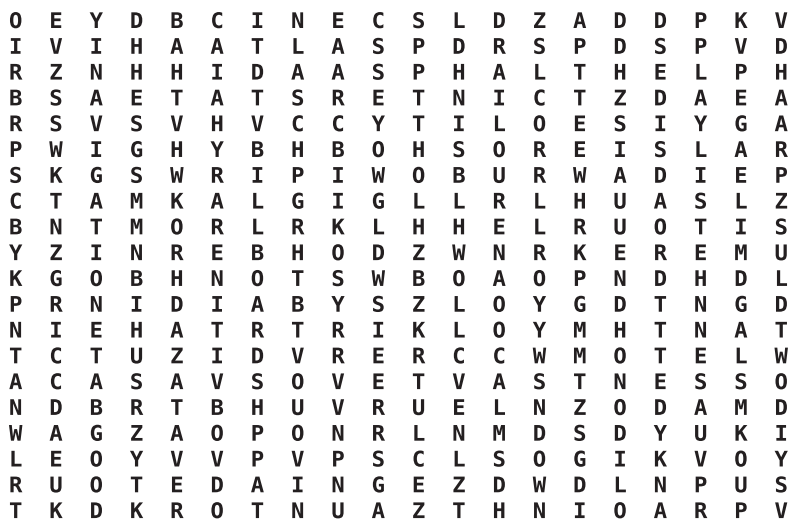 O E Y D B C I N E C S L D Z A D D P K V
I V I H A A T L A S P D R S P D S P V D
R Z N H H I D A A S P H A L T H E L P H
B S A E T A T S R E T N I C T Z D A E A
R S V S V H V C C Y T I L O E S I Y G A
P W I G H Y B H B O H S O R E I S L A R
S K G S W R I P I W O B U R W A D I E P
C T A M K A L G I G L L R L H U A S L Z
B N T M O R L R K L H H E L R U O T I S
Y Z I N R E B H O D Z W N R K E R E M U
K G O B H N O T S W B O A O P N D H D L
P R N I D I A B Y S Z L O Y G D T N G D
N I E H A T R T R I K L O Y M H T N A T
T C T U Z I D V R E R C C W M O T E L W
A C A S A V S O V E T V A S T N E S S O
N D B R T B H U V R U E L N Z O D A M D
W A G Z A O P O N R L N M D S D Y U K I
L E O Y V V P V P S C L S O G I K V O Y
R U O T E D A I N G E Z D W D L N P U S
T K D K R O T N U A Z T H N I O A R P V